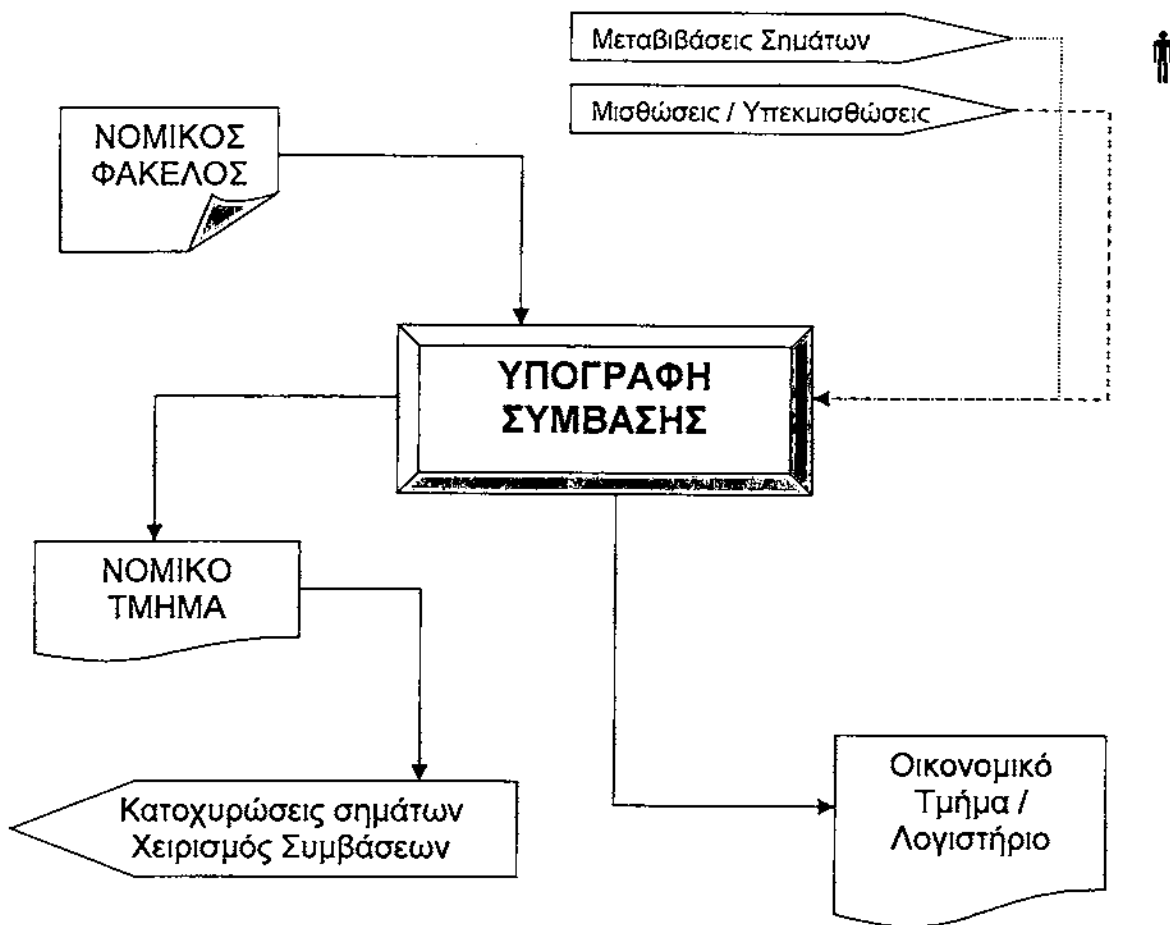 Μεταβιβάσεις Σημάτων
Μισθώσεις / Υπεκμισθώσεις
ΝΟΜΙΚΟΣ
ΦΑΚΕΛΟΣ
ΥΠΟΓΡΑΦΗ
ΣΥΜΒΑΣΗΣ
ΝΟΜΙΚΟ
ΤΜΗΜΑ
Κατοχυρώσεις σημάτων
Χειρισμός Συμβάσεων
Οικονομικό
Τμήμα /
Λογιστήριο